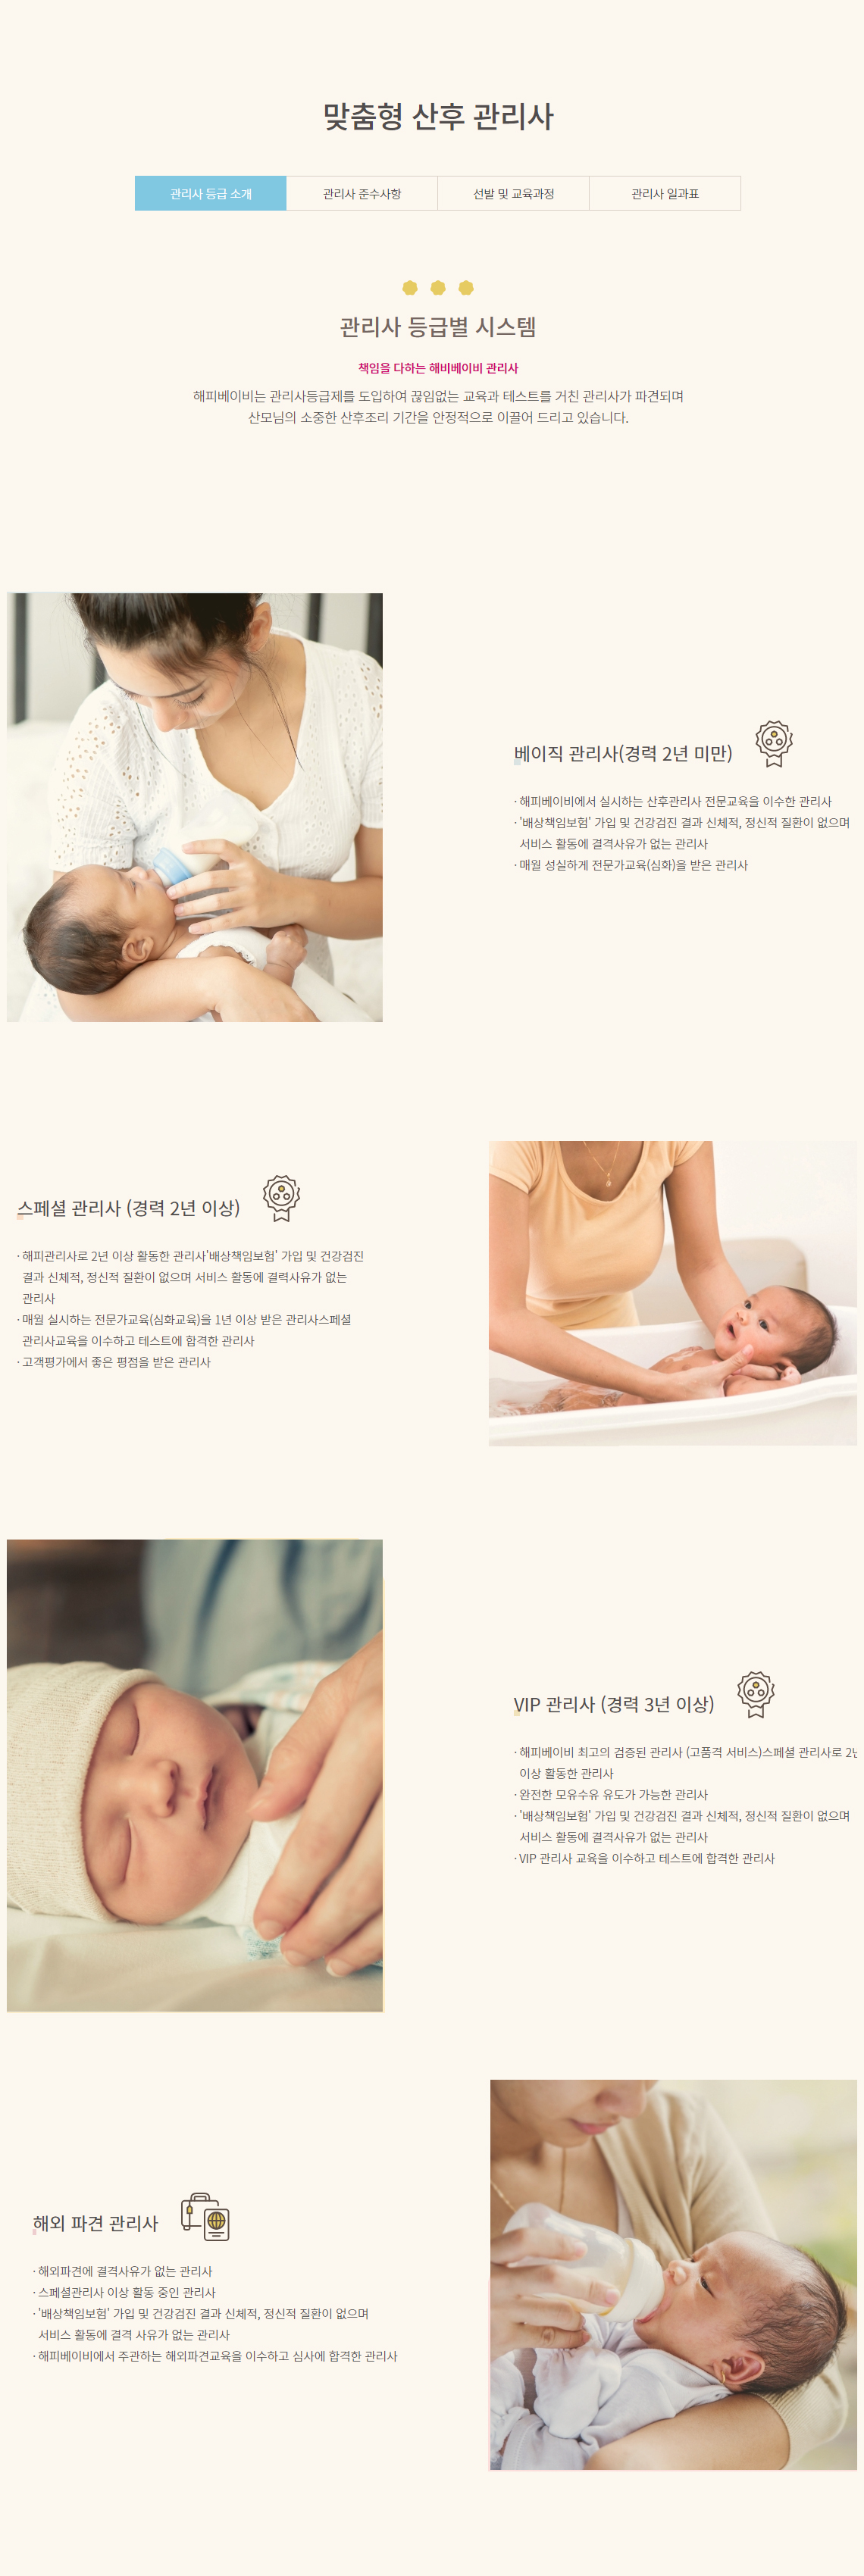 맞춤형 산후 관리사
관리사 등급 소개
관리사 준수사항
선발 및 교육과정
관리사 일과표
관리사 등급별 시스템
책임을 다하는 해비베이비 관리사
해피베이비는 관리사등급제를 도입하여 끊임없는 교육과 테스트를 거친 관리사가 파견되며
산모님의 소중한 산후조리 기간을 안정적으로 이끌어 드리고 있습니다.
베이직 관리사(경력 2년 미만)
· 해피베이비에서 실시하는 산후관리사 전문교육을 이수한 관리사
· '배상책임보험' 가입 및 건강검진 결과 신체적, 정신적 질환이 없으며
서비스 활동에 결격사유가 없는 관리사
· 매월 성실하게 전문가교육(심화)을 받은 관리사
스페셜 관리사 (경력 2년 이상)
· 해피관리사로 2년 이상 활동한 관리사'배상책임보험' 가입 및 건강검진
결과 신체적, 정신적 질환이 없으며 서비스 활동에 결력사유가 없는
관리사
· 매월 실시하는 전문가교육(심화교육)을 1년 이상 받은 관리사스페셜
관리사교육을 이수하고 테스트에 합격한 관리사
· 고객평가에서 좋은 평점을 받은 관리사
VIP 관리사 (경력 3년 이상)
· 해피베이비 최고의 검증된 관리사 (고품격 서비스)스페셜 관리사로 2년
이상 활동한 관리사
· 완전한 모유수유 유도가 가능한 관리사
· '배상책임보험' 가입 및 건강검진 결과 신체적, 정신적 질환이 없으며
서비스 활동에 결격사유가 없는 관리사
· VIP 관리사 교육을 이수하고 테스트에 합격한 관리사
해외 파견 관리사
· 해외파견에 결격사유가 없는 관리사
· 스페셜관리사 이상 활동 중인 관리사
· '배상책임보험' 가입 및 건강검진 결과 신체적, 정신적 질환이 없으며
서비스 활동에 결격 사유가 없는 관리사
· 해피베이비에서 주관하는 해외파견교육을 이수하고 심사에 합격한 관리사